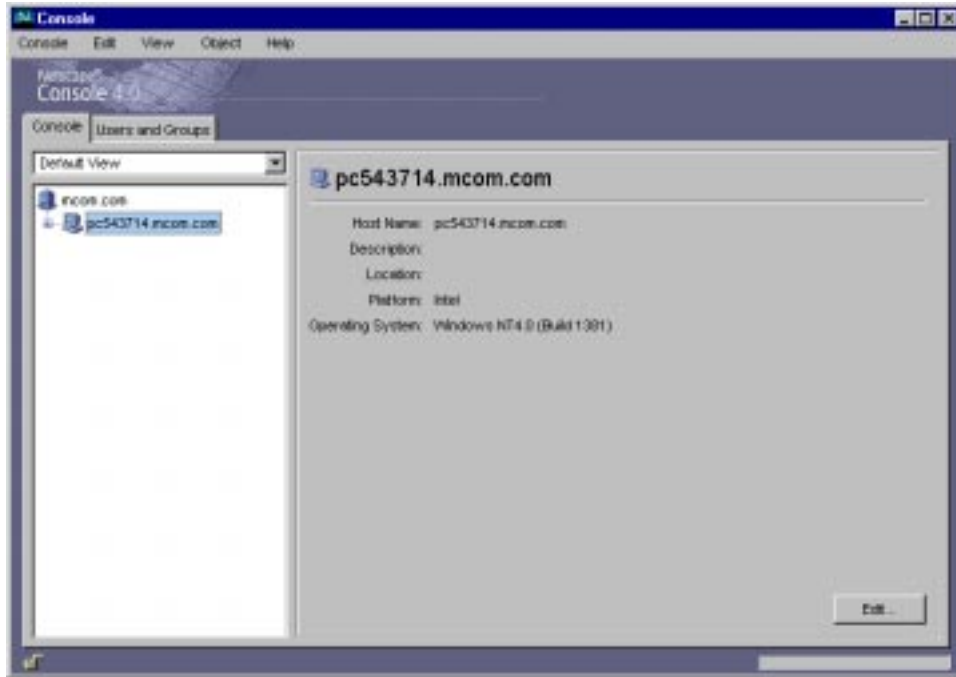 Console
Console Edit View Object Help
Netscape
Console 4.0
Console Users and Groups
Default View
mcom.com
pc543714.mcom.com
pc543714.mcom.com
Host Name: pc543714.mcom.com
Description:
Location:
Platform: Intel
Operating System: Windows NT4.0 (Build 1381)
Edit...